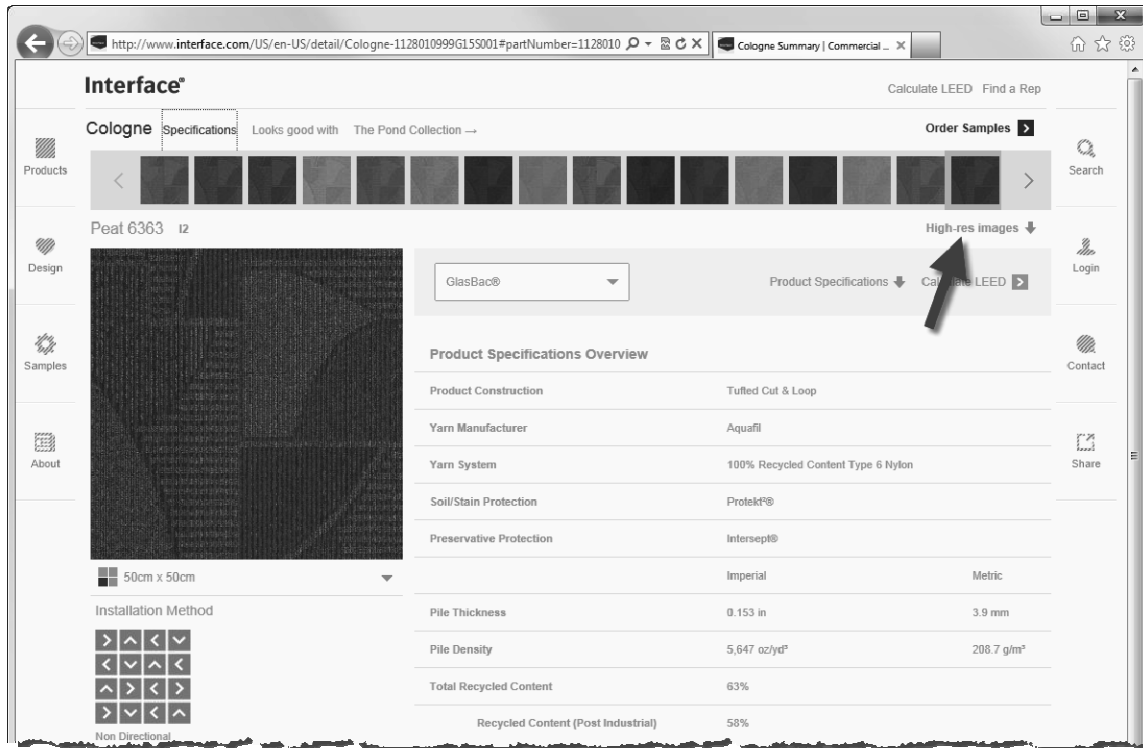 http://www.interface.com/US/en-US/detail/Cologne-1128010999G15S001#partNumber=1128010
Cologne Summary | Commercial ...
Interface®
Calculate LEED Find a Rep
Cologne Specifications Looks good with The Pond Collection →
Order Samples
Products
Search
Peat 6363 I2
High-res images
Design
Login
GlasBac®
Product Specifications
Calculate LEED
Samples
Contact
Product Specifications Overview
Product Construction Tufted Cut & Loop
Yarn Manufacturer Aquafil
About
Share
Yarn System 100% Recycled Content Type 6 Nylon
Soil/Stain Protection Protekt²®
Preservative Protection Intersept®
50cm x 50cm
Imperial Metric
Installation Method
Pile Thickness 0.153 in 3.9 mm
Pile Density 5,647 oz/yd³ 208.7 g/m³
Total Recycled Content 63%
Recycled Content (Post Industrial) 58%
Non Directional